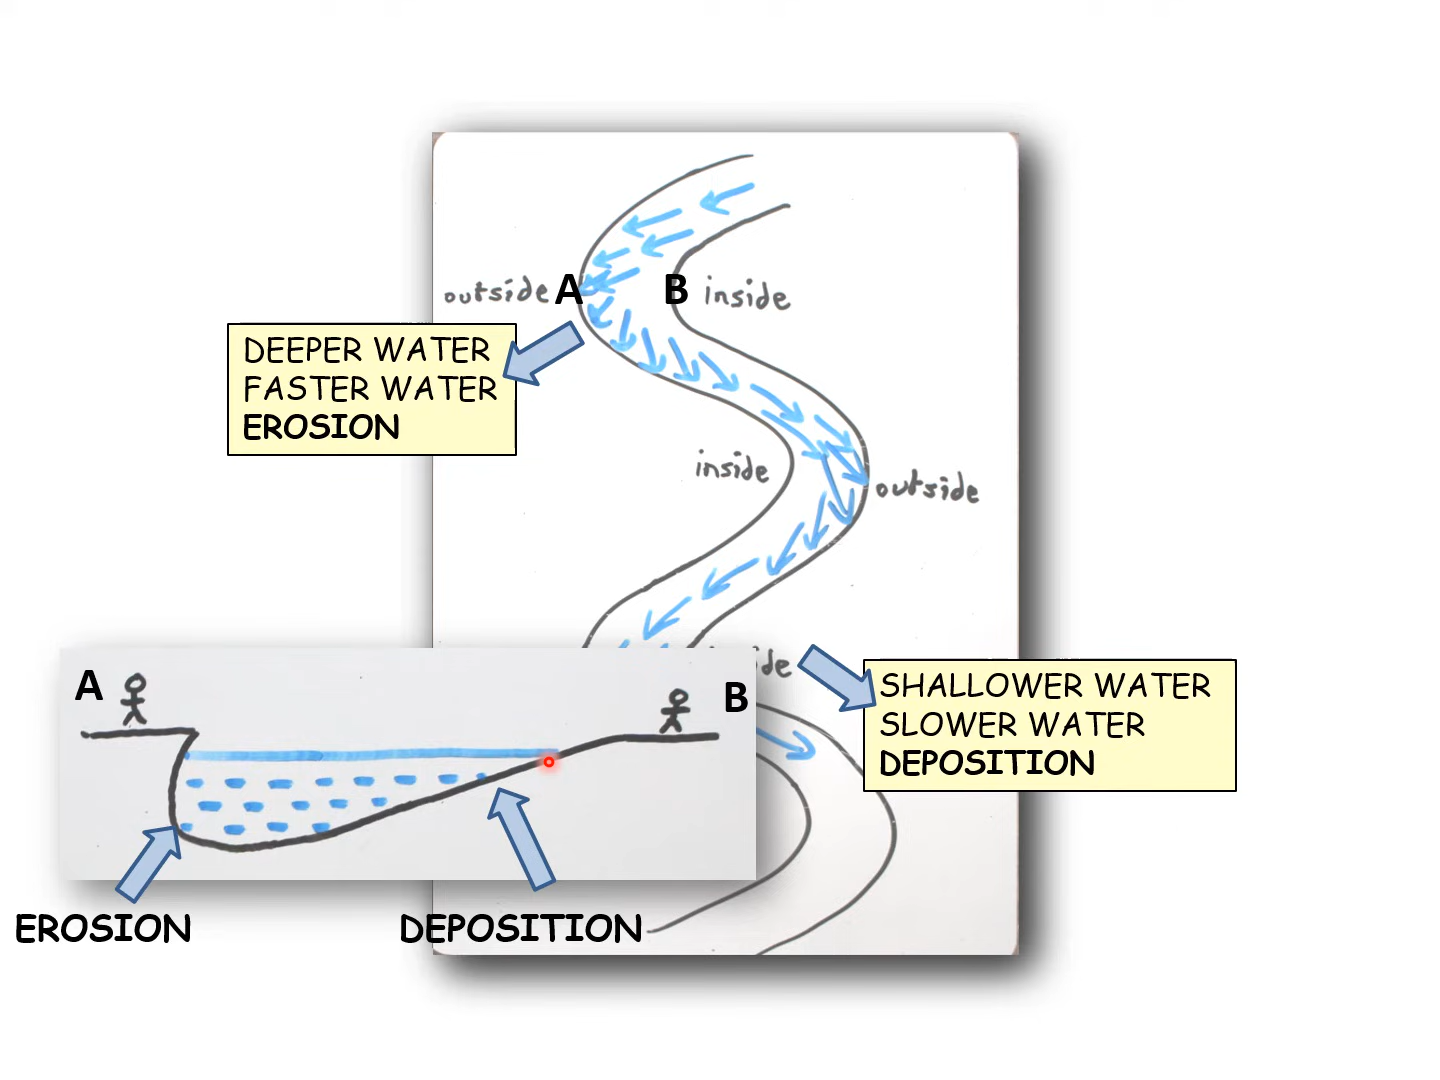 outside A B inside
DEEPER WATER
FASTER WATER
EROSION
inside
outside
SHALLOWER WATER
SLOWER WATER
DEPOSITION
A
B
EROSION
DEPOSITION